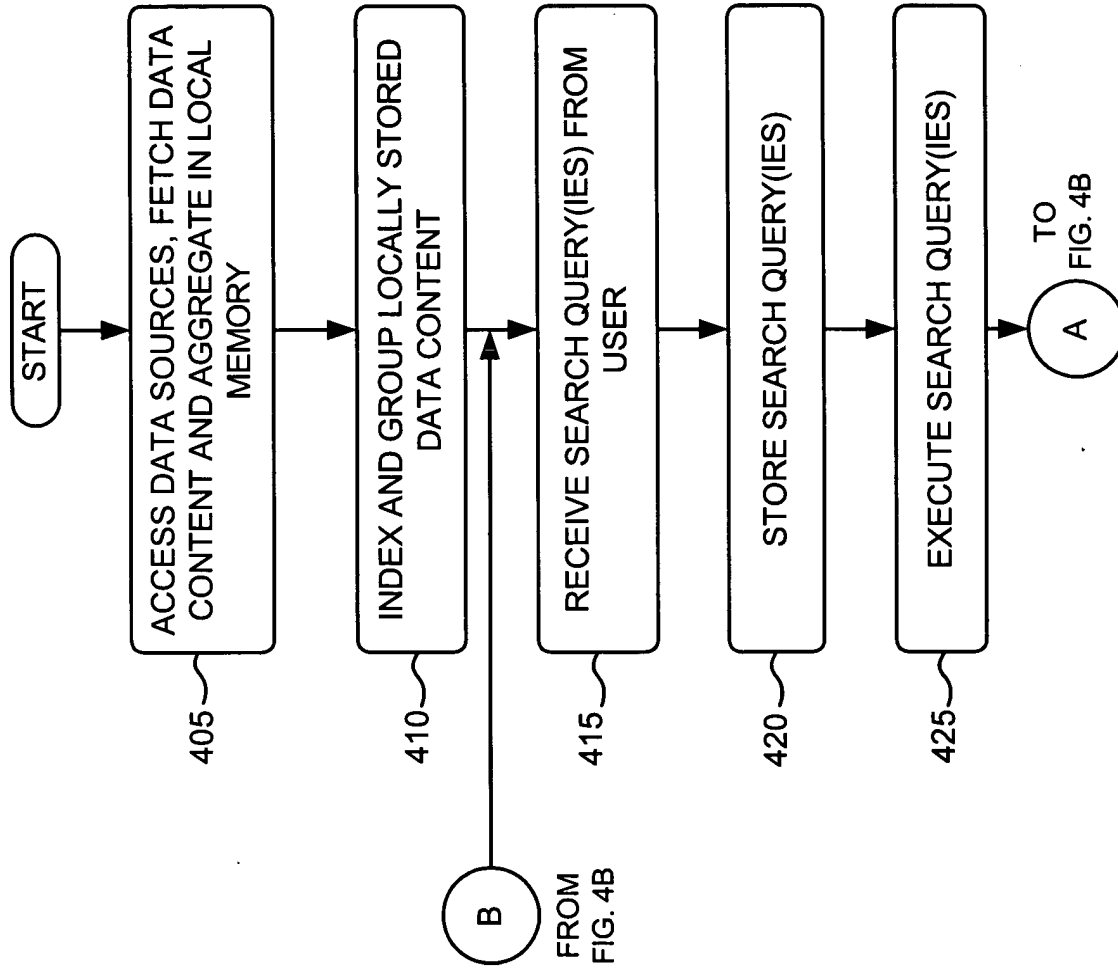 START
ACCESS DATA SOURCES, FETCH DATA
CONTENT AND AGGREGATE IN LOCAL
MEMORY
405
INDEX AND GROUP LOCALLY STORED
DATA CONTENT
410
B
FROM
FIG. 4B
RECEIVE SEARCH QUERY(IES) FROM
USER
415
STORE SEARCH QUERY(IES)
420
EXECUTE SEARCH QUERY(IES)
425
A
TO
FIG. 4B